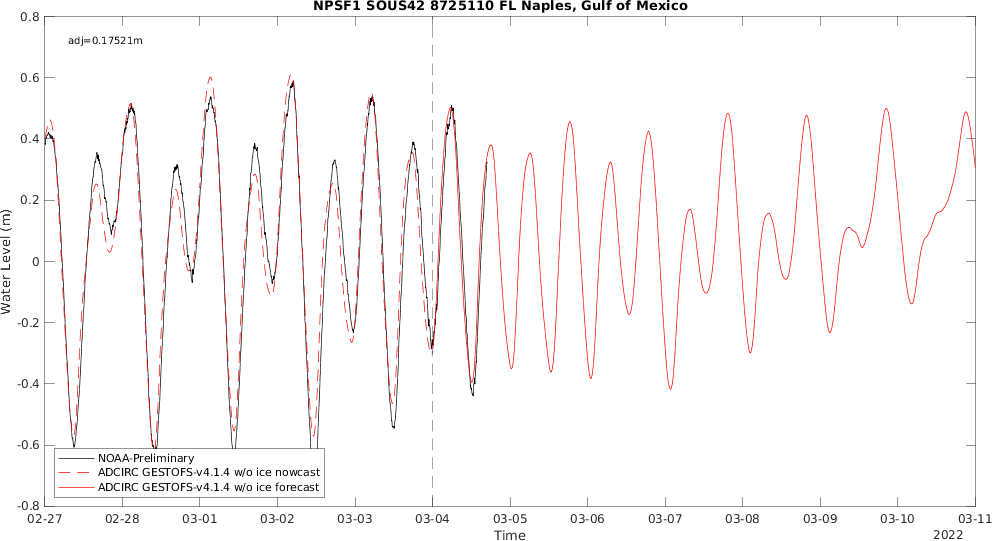 NPSF1 SOUS42 8725110 FL Naples, Gulf of Mexico
adj=0.17521m
Water Level (m)
0.8
0.6
0.4
0.2
0
-0.2
-0.4
-0.6
-0.8
NOAA-Preliminary
ADCIRC GESTOFS-v4.1.4 w/o ice nowcast
ADCIRC GESTOFS-v4.1.4 w/o ice forecast
02-27 02-28 03-01 03-02 03-03 03-04 03-05 03-06 03-07 03-08 03-09 03-10 03-11
Time
2022